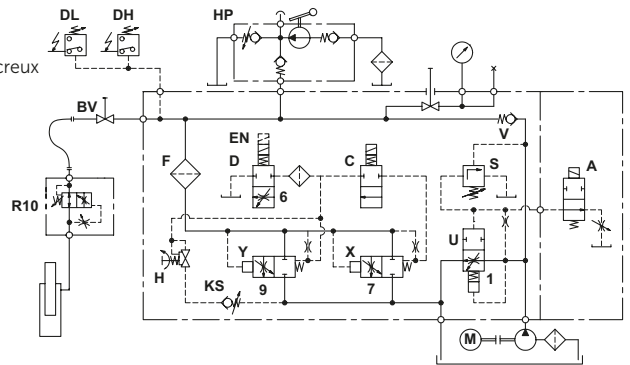 DL DH HP
creux
BV
V
EN
F D C S A
6
R10
U
Y X
H 9 7 1
KS
M